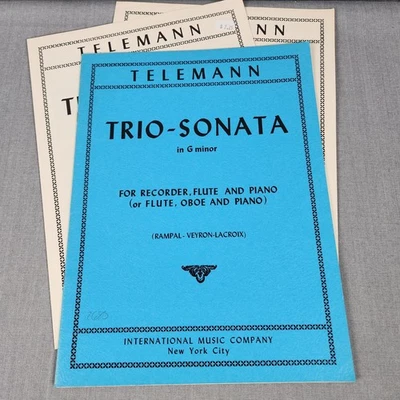 TELEMANN
T
TELEMANN
TRIO-SONATA
in G minor
FOR RECORDER, FLUTE AND PIANO
(or FLUTE, OBOE AND PIANO)
(RAMPAL - VEYRON-LACROIX)
INTERNATIONAL MUSIC COMPANY
New York City